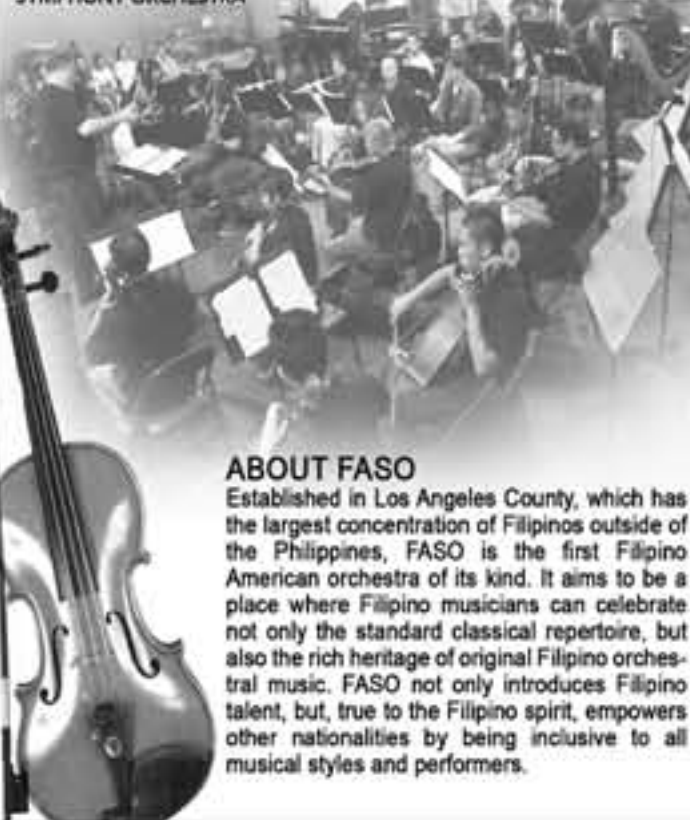 SYMPHONY ORCHESTRA
ABOUT FASO
Established in Los Angeles County, which has
the largest concentration of Filipinos outside of
the Philippines, FASO is the first Filipino
American orchestra of its kind. It aims to be a
place where Filipino musicians can celebrate
not only the standard classical repertoire, but
also the rich heritage of original Filipino orches-
tral music. FASO not only introduces Filipino
talent, but, true to the Filipino spirit, empowers
other nationalities by being inclusive to all
musical styles and performers.